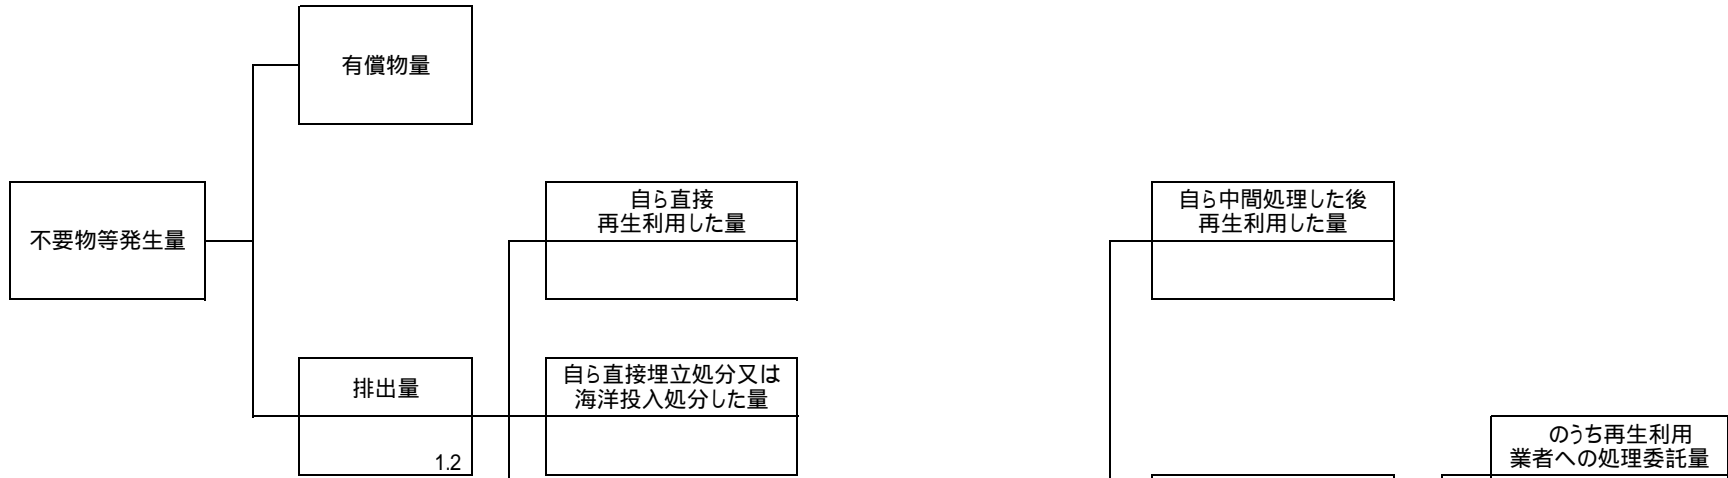 有償物量
不要物等発生量
自ら直接
再生利用した量
自ら中間処理した後
再生利用した量
排出量
1.2
自ら直接埋立処分又は
海洋投入処分した量
のうち再生利用
業者への処理委託量